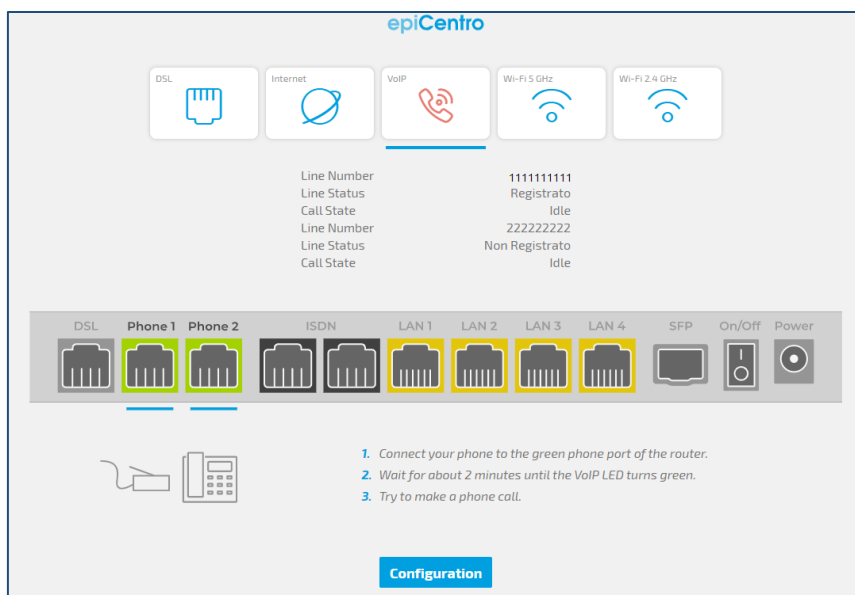 epiCentro
DSL Internet VoIP Wi-Fi 5 GHz Wi-Fi 2.4 GHz
Line Number 1111111111
Line Status Registrato
Call State Idle
Line Number 222222222
Line Status Non Registrato
Call State Idle
DSL Phone 1 Phone 2 ISDN LAN 1 LAN 2 LAN 3 LAN 4 SFP On/Off Power
1. Connect your phone to the green phone port of the router.
2. Wait for about 2 minutes until the VoIP LED turns green.
3. Try to make a phone call.
Configuration